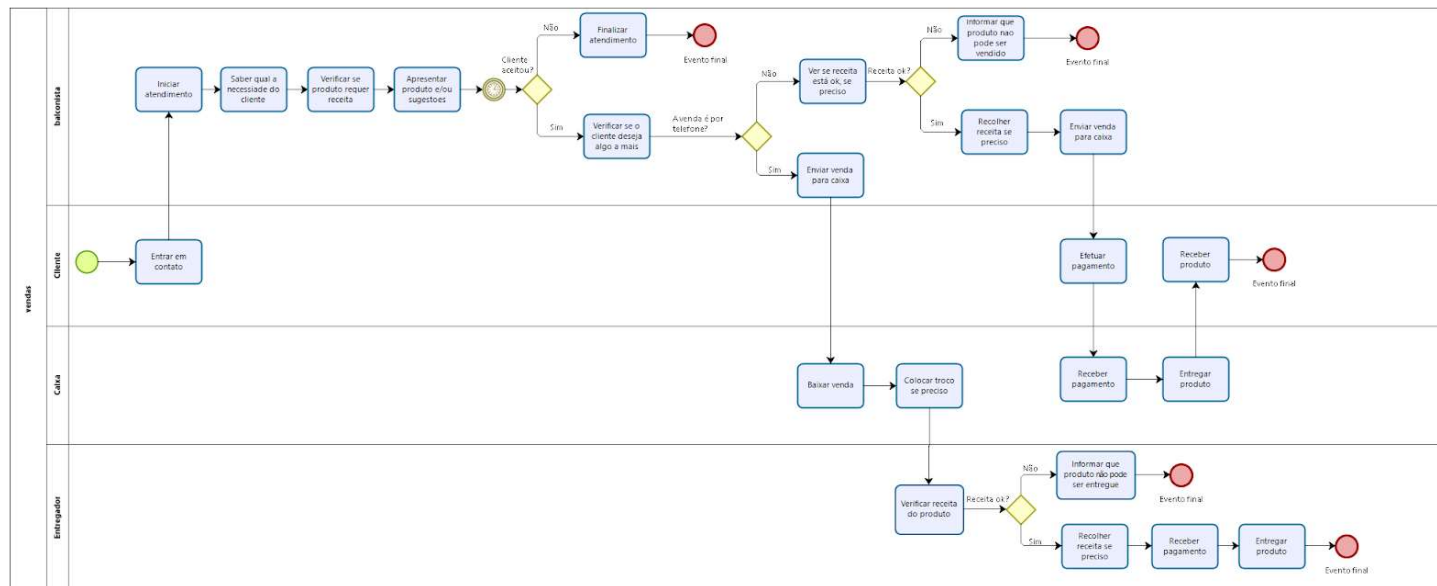 vendas
balconista
Cliente
Caixa
Entregador
Iniciar
atendimento
Saber qual a
necessiade do
cliente
Verificar se
produto requer
receita
Apresentar
produto e/ou
sugestoes
Cliente
aceitou?
Não
Finalizar
atendimento
Evento final
Sim
Verificar se o
cliente deseja
algo a mais
A venda é por
telefone?
Não
Ver se receita
está ok, se
preciso
Receita ok?
Não
Informar que
produto nao
pode ser
vendido
Evento final
Sim
Recolher
receita se
preciso
Enviar venda
para caixa
Sim
Enviar venda
para caixa
Entrar em
contato
Efetuar
pagamento
Receber
produto
Evento final
Baixar venda
Colocar troco
se preciso
Receber
pagamento
Entregar
produto
Verificar receita
do produto
Receita ok?
Não
Informar que
produto não pode
ser entregue
Evento final
Sim
Recolher
receita se
preciso
Receber
pagamento
Entregar
produto
Evento final